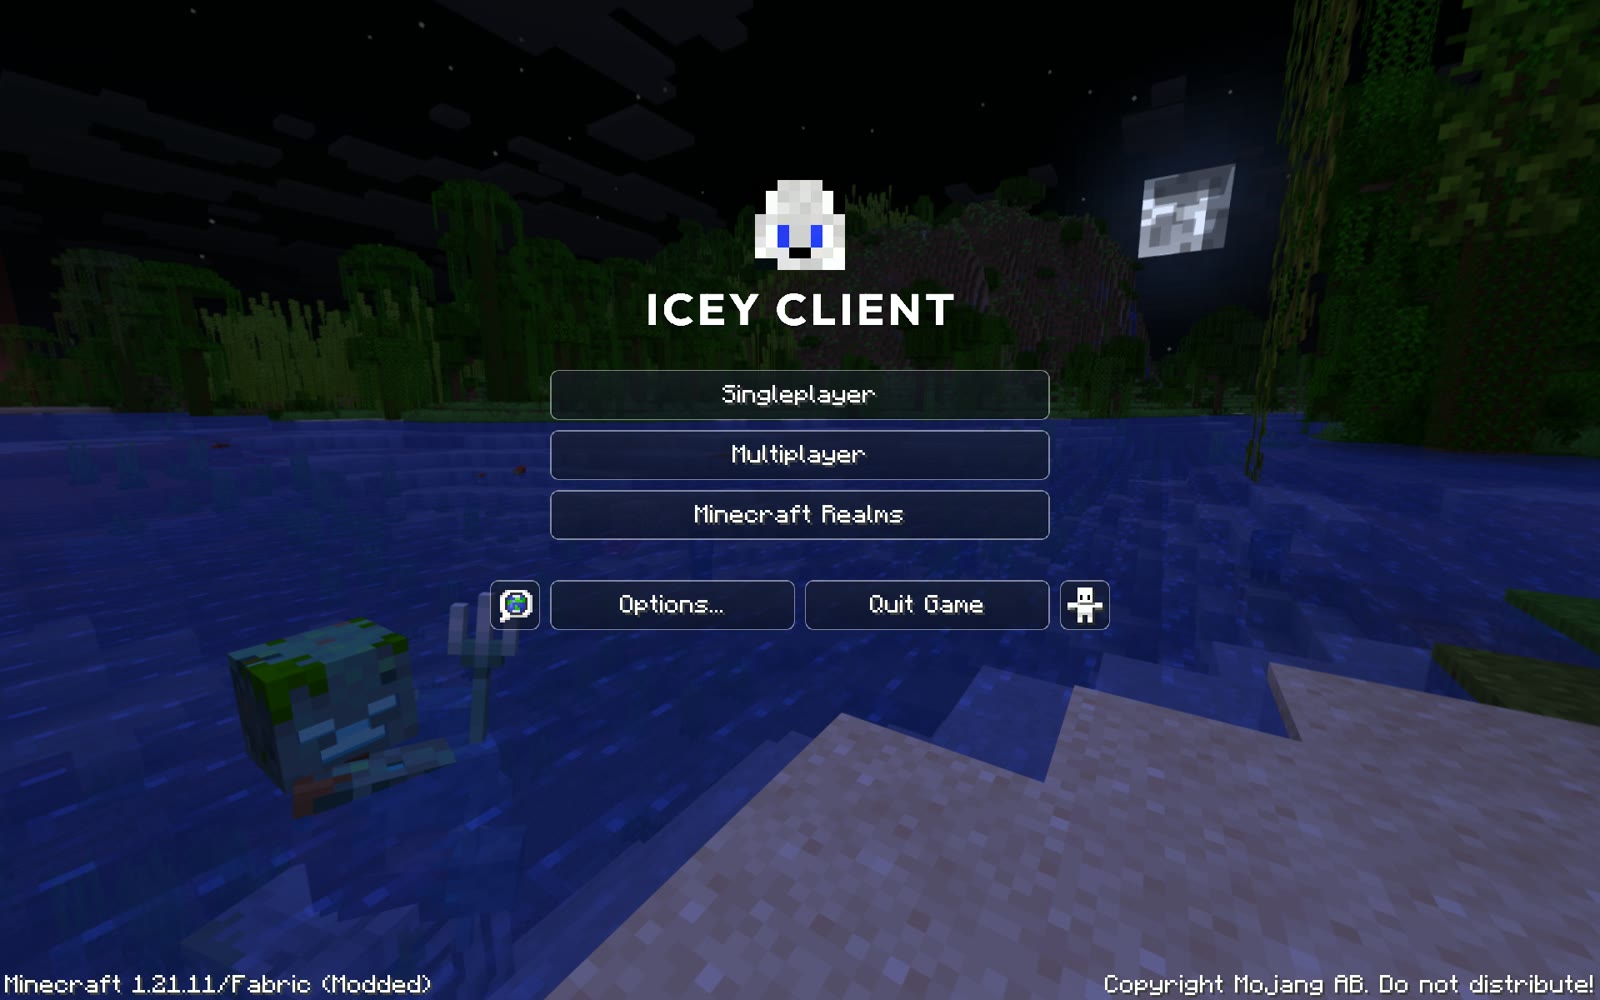 ICEY CLIENT
Singleplayer
Multiplayer
Minecraft Realms
Options...
Quit Game
Minecraft 1.21.11/Fabric (Modded)
Copyright Mojang AB. Do not distribute!